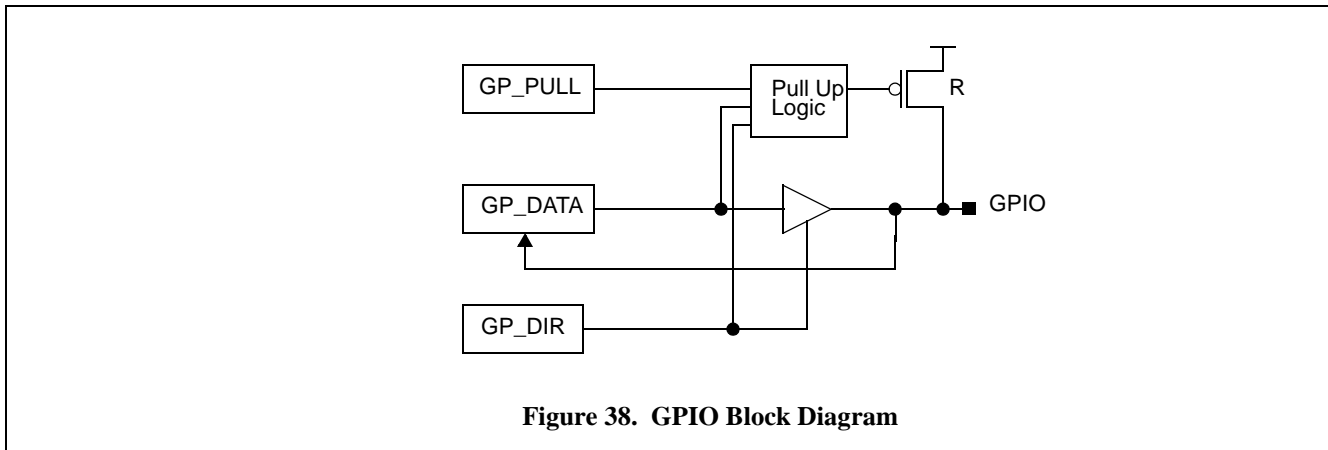 GP_PULL
Pull Up
Logic
R
GP_DATA
GPIO
GP_DIR
Figure 38. GPIO Block Diagram